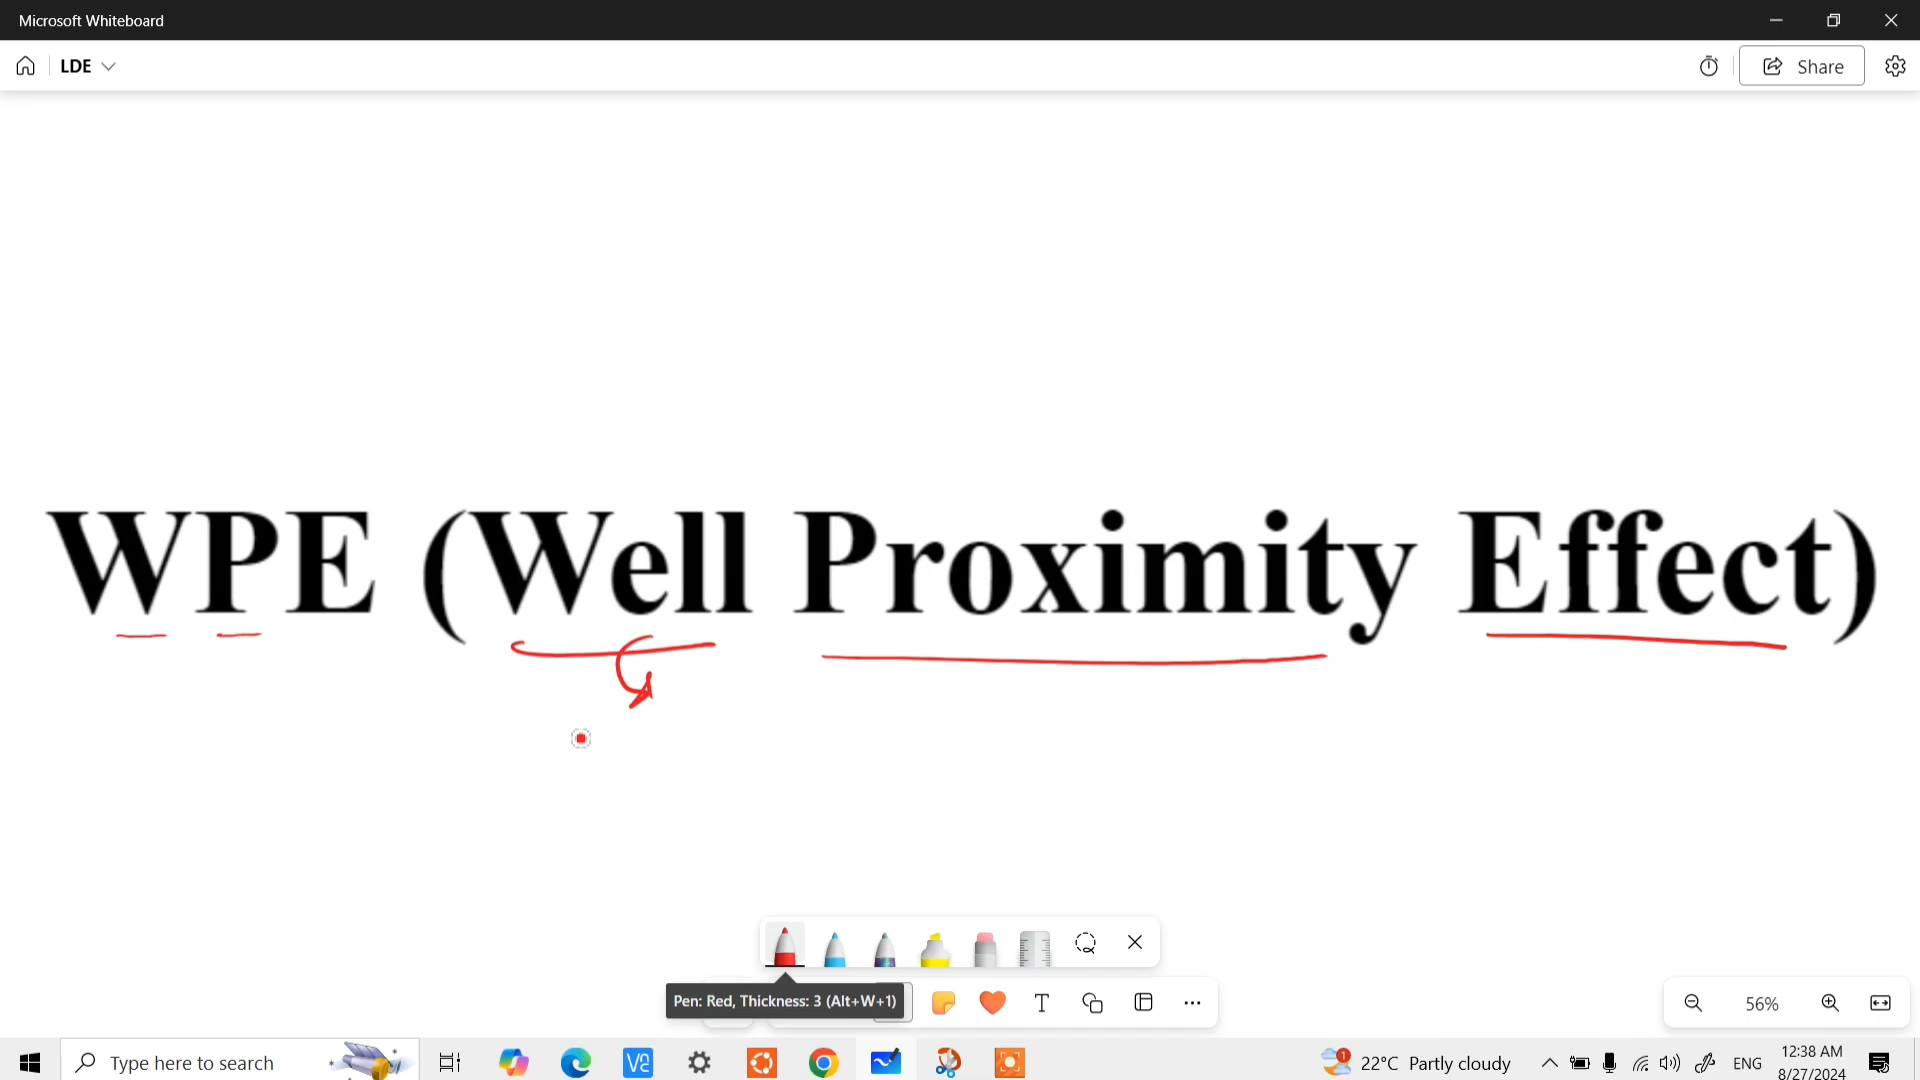 Microsoft Whiteboard
LDE
Share
WPE (Well Proximity Effect)
Pen: Red, Thickness: 3 (Alt+W+1)
T
56%
Type here to search
22°C Partly cloudy
1
ENG
12:38 AM
8/27/2024